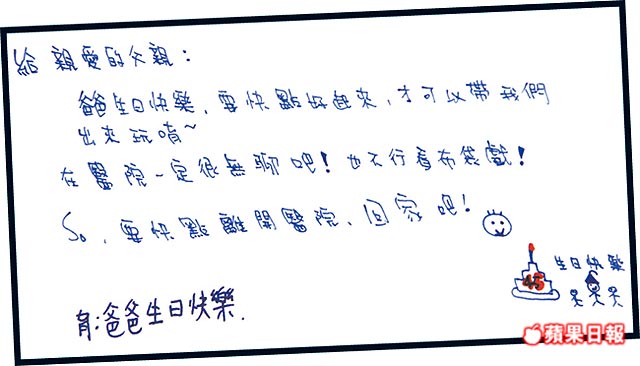 給親愛的父親：
爸爸生日快樂，要快點好起來，才可以帶我們
出來玩唷~
在醫院一定很無聊吧！也不行看布袋戲！
So，要快點離開醫院、回家吧！
生日快樂
45
育：爸爸生日快樂.
蘋果日報